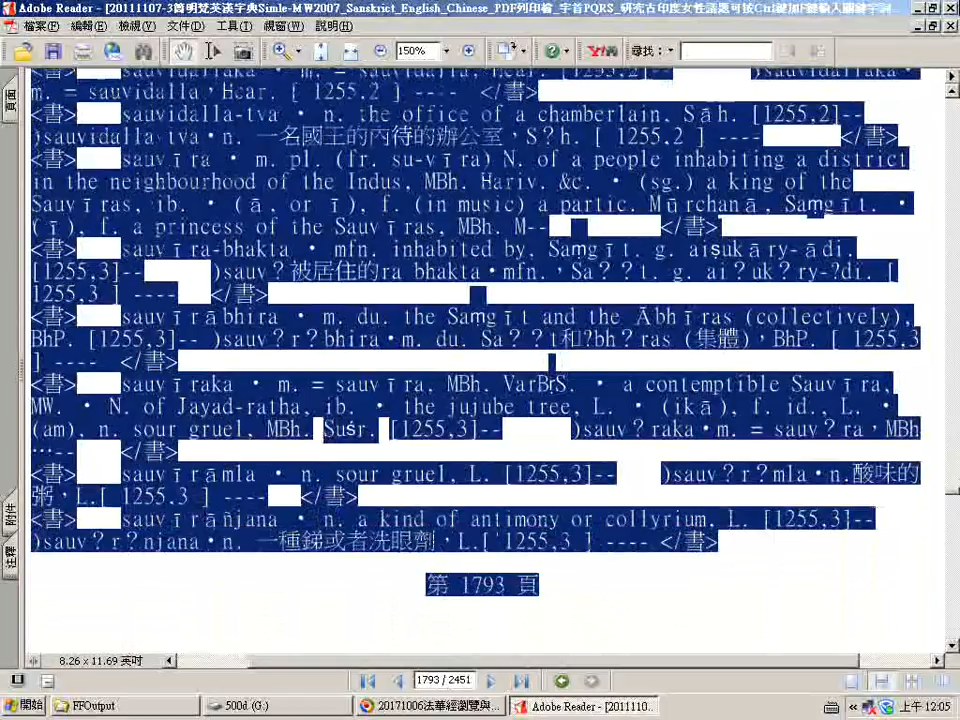 Adobe Reader - [20111107-3簡明梵英漢字典Simle-MW2007_Sanskrict_English_Chinese_PDF列印檔_字首PQRS_研究古印度女性議題可按Ctrl鍵加F鍵輸入關鍵字詞
檔案(F) 編輯(E) 檢視(V) 文件(D) 工具(T) 視窗(W) 說明(H)
150% 尋找:
<書> sauvidallaka • m. = sauvidalla, Hcar. [1255,2]-- )sauvidallaka•
m. = sauvidalla,Hcar. [ 1255,2 ] ---- </書>
<書> sauvidalla-tva • n. the office of a chamberlain, Sāh. [1255,2]--
)sauvidalla-tva•n. 一名國王的內待的辦公室,S?h. [ 1255,2 ] ---- </書>
<書> sauvīra • m. pl. (fr. su-vīra) N. of a people inhabiting a district
in the neighbourhood of the Indus, MBh. Hariv. &c. • (sg.) a king of the
Sauvīras, ib. • (ā, or ī), f. (in music) a partic. Mūrchanā, Saṃgīt. •
(ī), f. a princess of the Sauvīras, MBh. M-- </書>
<書> sauvīra-bhakta • mfn. inhabited by, Saṃgīt. g. aiṣukāry-ādi.
[1255,3]-- )sauv?被居住的ra bhakta•mfn.,Sa??t. g. ai?uk?ry-?di. [
1255,3 ] ---- </書>
<書> sauvīrābhira • m. du. the Saṃgīt and the Ābhīras (collectively),
BhP. [1255,3]-- )sauv?r?bhira•m. du. Sa??t和?bh?ras (集體),BhP. [ 1255,3
] ---- </書>
<書> sauvīraka • m. = sauvīra, MBh. VarBṛS. • a contemptible Sauvīra,
MW. • N. of Jayad-ratha, ib. • the jujube tree, L. • (ikā), f. id., L. •
(am), n. sour gruel, MBh. Suśr. [1255,3]-- )sauv?raka•m. = sauv?ra,MBh
…-- </書>
<書> sauvīrāmla • n. sour gruel, L. [1255,3]-- )sauv?r?mla•n.酸味的
粥,L.[ 1255,3 ] ---- </書>
<書> sauvīrāñjana • n. a kind of antimony or collyrium, L. [1255,3]--
)sauv?r?njana•n. 一種銻或者洗眼劑,L.[ 1255,3 ] ---- </書>
第 1793 頁
頁面
附件
注釋
8.26 x 11.69 英吋
1793 / 2451
開始 FFOutput 500d (G:) 20171006法華經瀏覽與... Adobe Reader - [2011110... 上午 12:05